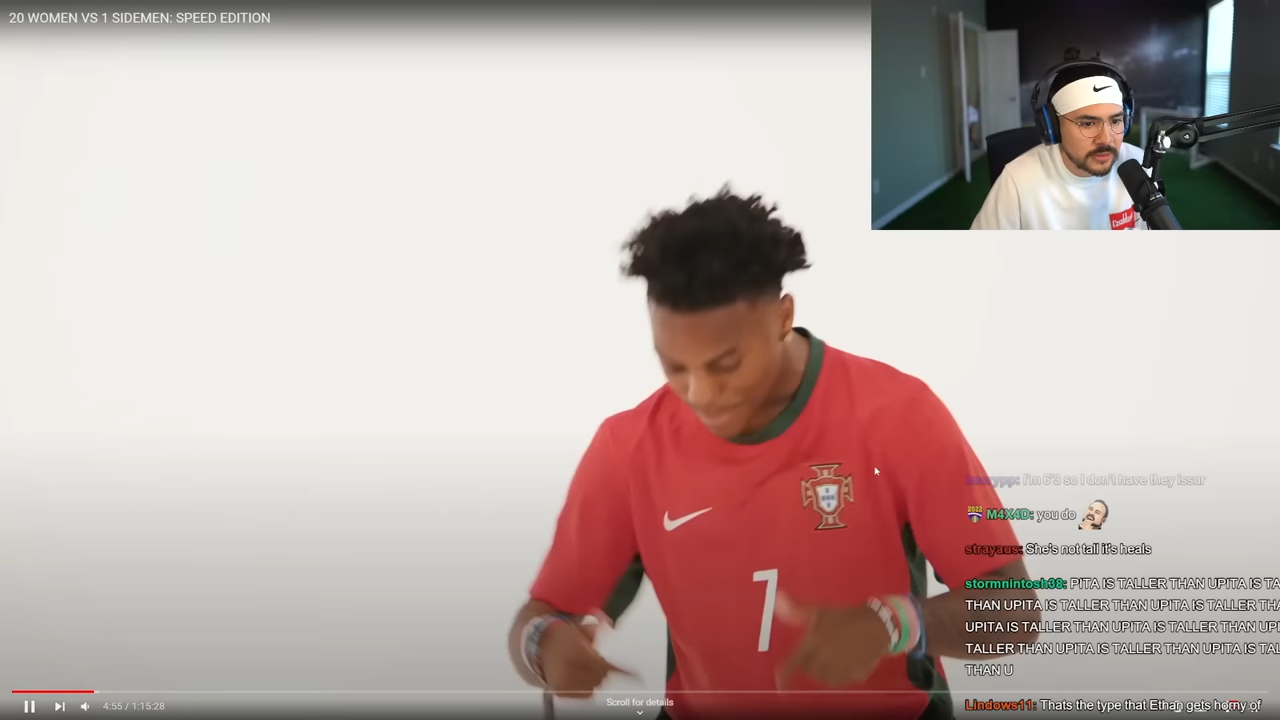 20 WOMEN VS 1 SIDEMEN: SPEED EDITION
7
I'm 6'3 so I don't have they issur
M4X4D: you do
strayaus: She's not tall it's heals
stormnintosh38: PITA IS TALLER THAN UPITA IS TA
THAN UPITA IS TALLER THAN UPITA IS TALLER THA
UPITA IS TALLER THAN UPITA IS TALLER THAN UPI
TALLER THAN UPITA IS TALLER THAN UPITA IS TAL
THAN U
Lindows11: Thats the type that Ethan gets horny of
4:55 / 1:15:28
Scroll for details